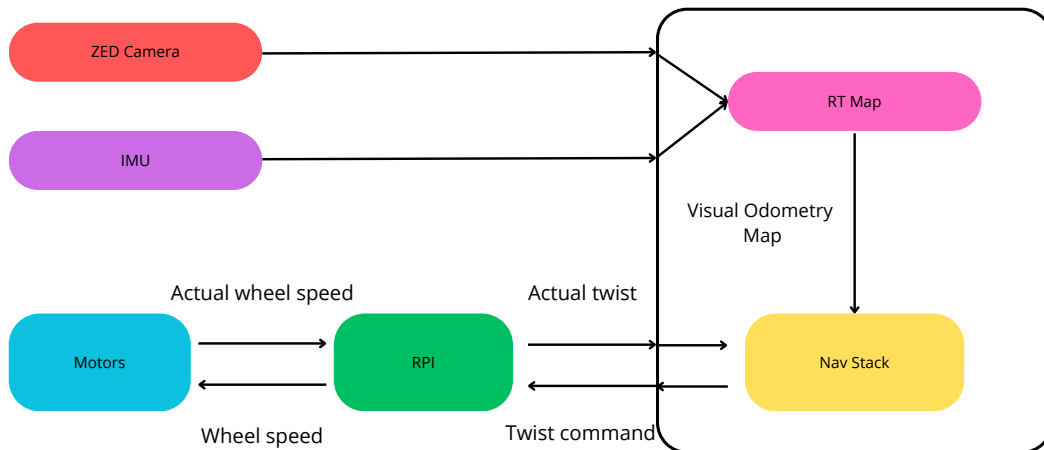 ZED Camera
RT Map
IMU
Visual Odometry
Map
Actual wheel speed
Actual twist
Motors
RPI
Nav Stack
Wheel speed
Twist command